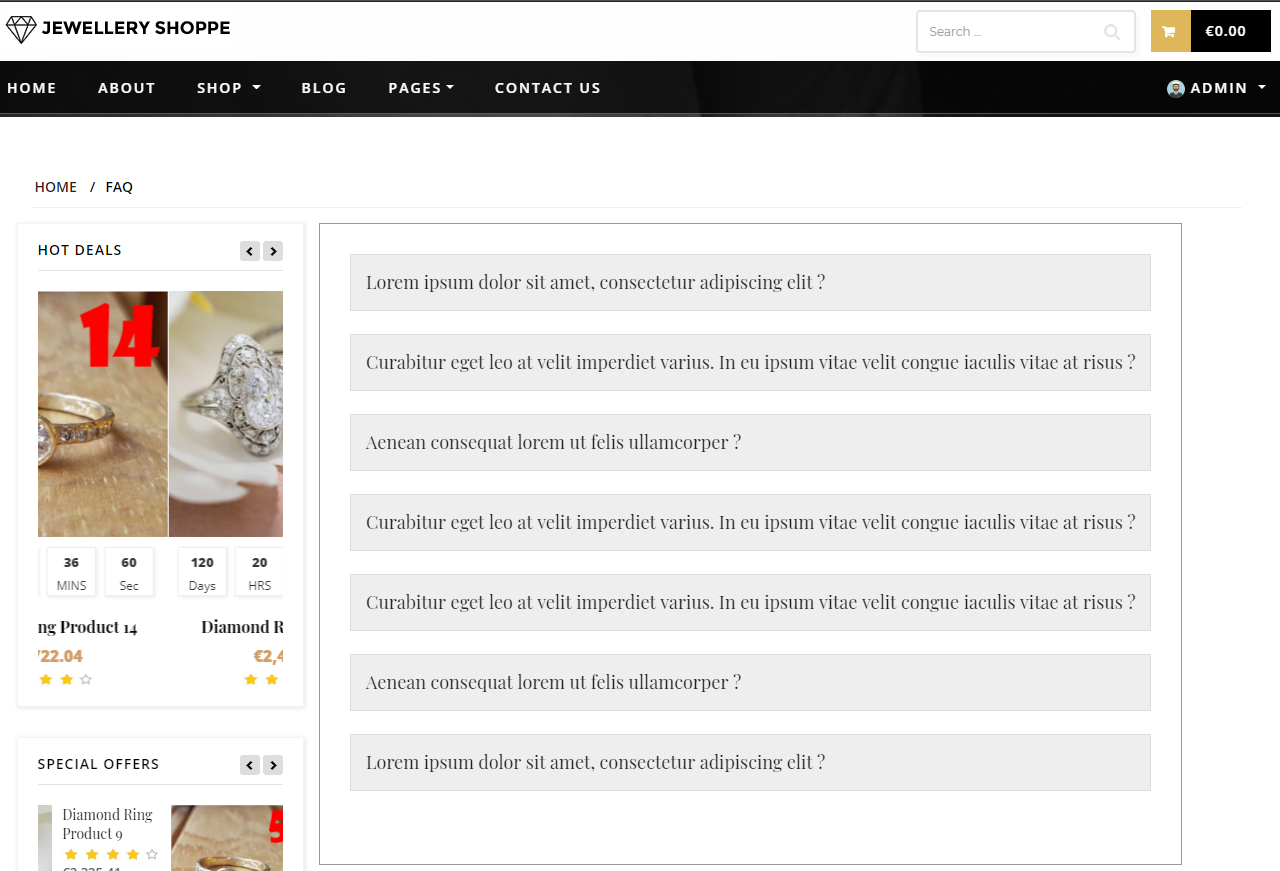 JEWELLERY SHOPPE
Search ...
€0.00
HOME ABOUT SHOP BLOG PAGES CONTACT US ADMIN
HOME / FAQ
HOT DEALS
14
36 MINS
60 Sec
120 Days
20 HRS
ng Product 14
722.04
Diamond R
€2,4
SPECIAL OFFERS
Diamond Ring
Product 9
5
Lorem ipsum dolor sit amet, consectetur adipiscing elit ?
Curabitur eget leo at velit imperdiet varius. In eu ipsum vitae velit congue iaculis vitae at risus ?
Aenean consequat lorem ut felis ullamcorper ?
Curabitur eget leo at velit imperdiet varius. In eu ipsum vitae velit congue iaculis vitae at risus ?
Curabitur eget leo at velit imperdiet varius. In eu ipsum vitae velit congue iaculis vitae at risus ?
Aenean consequat lorem ut felis ullamcorper ?
Lorem ipsum dolor sit amet, consectetur adipiscing elit ?